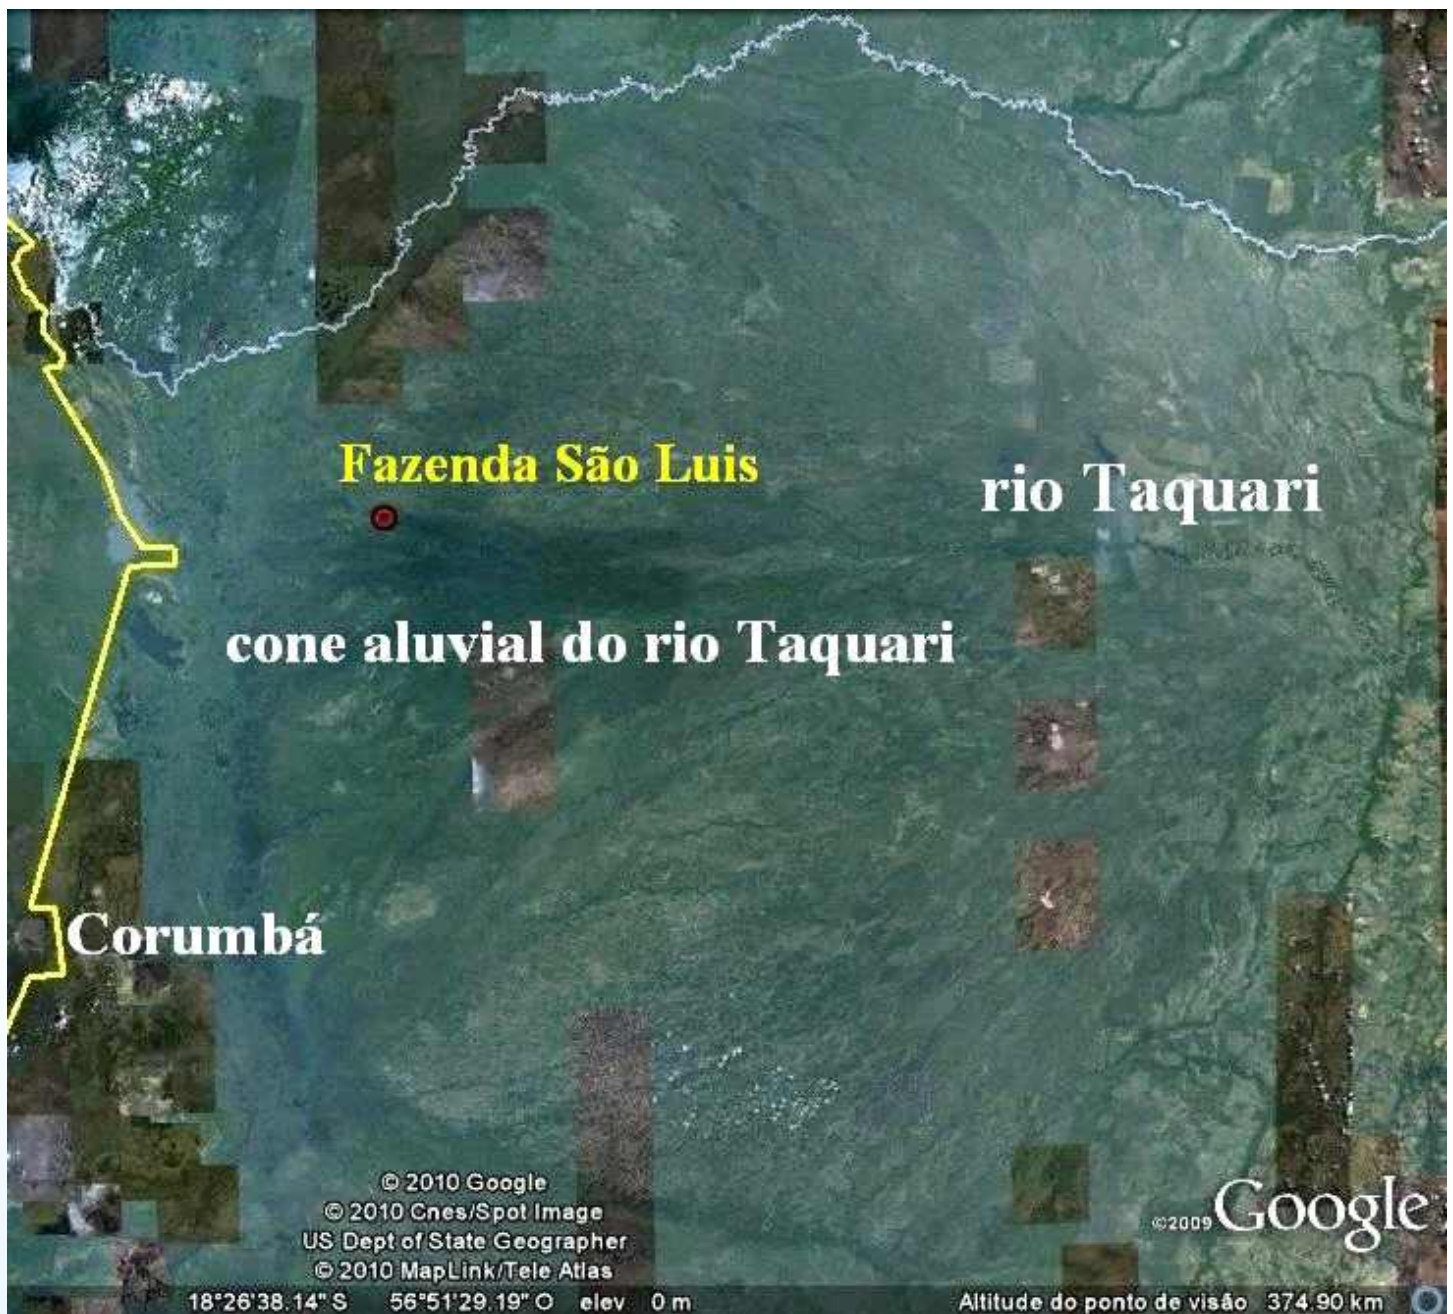 Fazenda São Luis
rio Taquari
cone aluvial do rio Taquari
Corumbá
© 2010 Google
© 2010 Cnes/Spot Image
US Dept of State Geographer
© 2010 MapLink/Tele Atlas
©2009 Google
18°26'38.14" S 56°51'29.19" O elev 0 m Altitude do ponto de visão 374.90 km